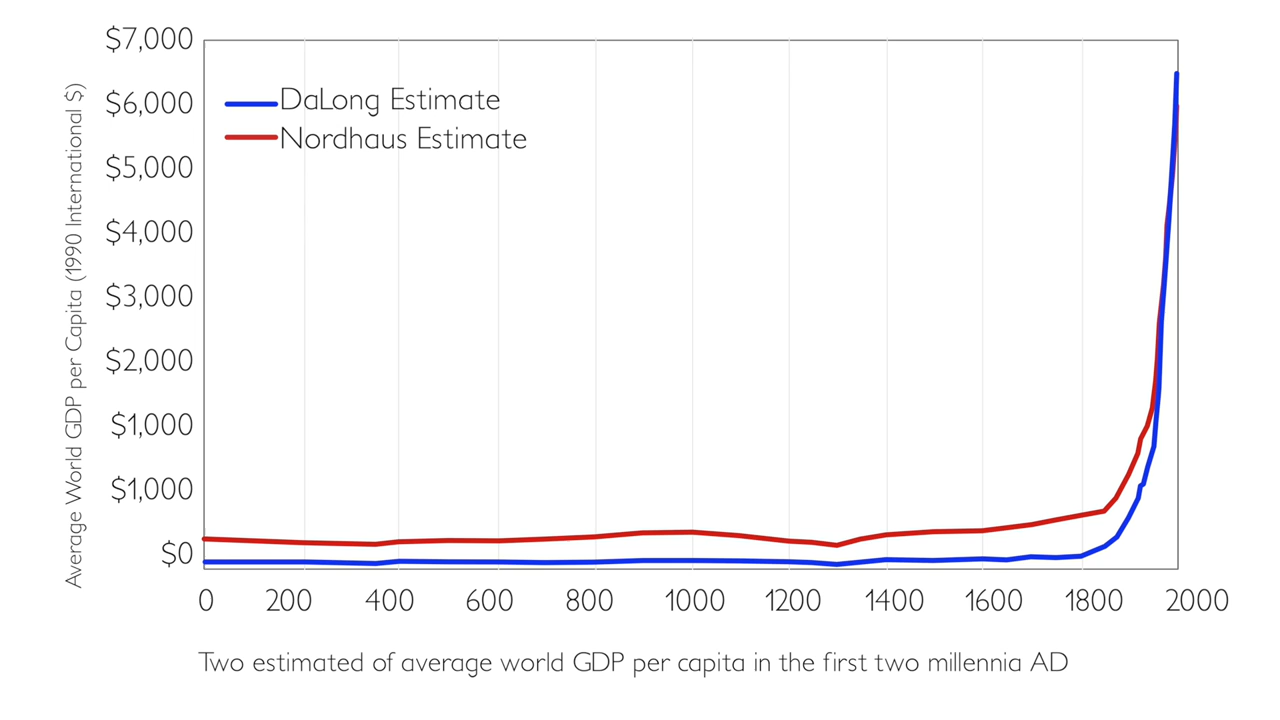 $7,000
$6,000
$5,000
$4,000
$3,000
$2,000
$1,000
$1,000
$0
Average World GDP per Capita (1990 International $)
DaLong Estimate
Nordhaus Estimate
0 200 400 600 800 1000 1200 1400 1600 1800 2000
Two estimated of average world GDP per capita in the first two millennia AD